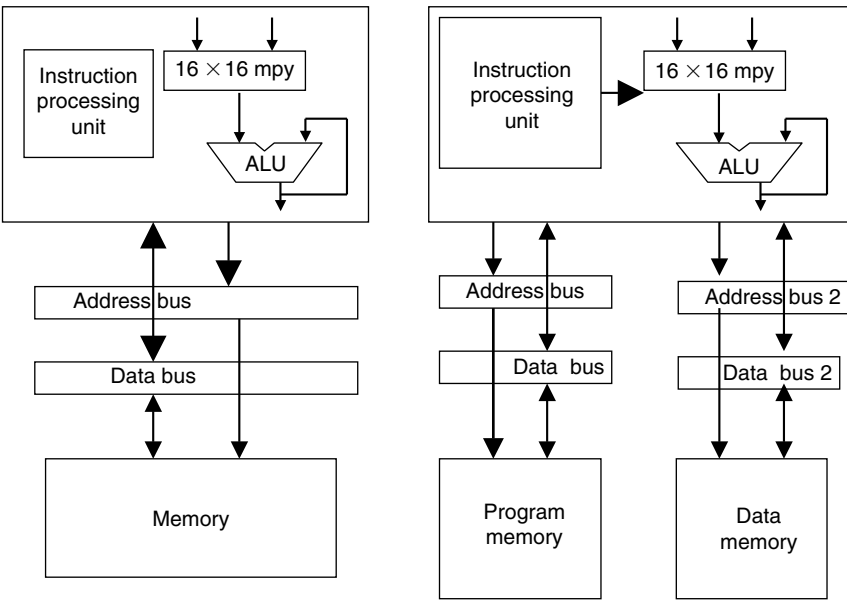 Instruction
processing
unit
16 × 16 mpy
ALU
Address bus
Data bus
Memory
Instruction
processing
unit
16 × 16 mpy
ALU
Address bus
Data bus
Program
memory
Address bus 2
Data bus 2
Data
memory